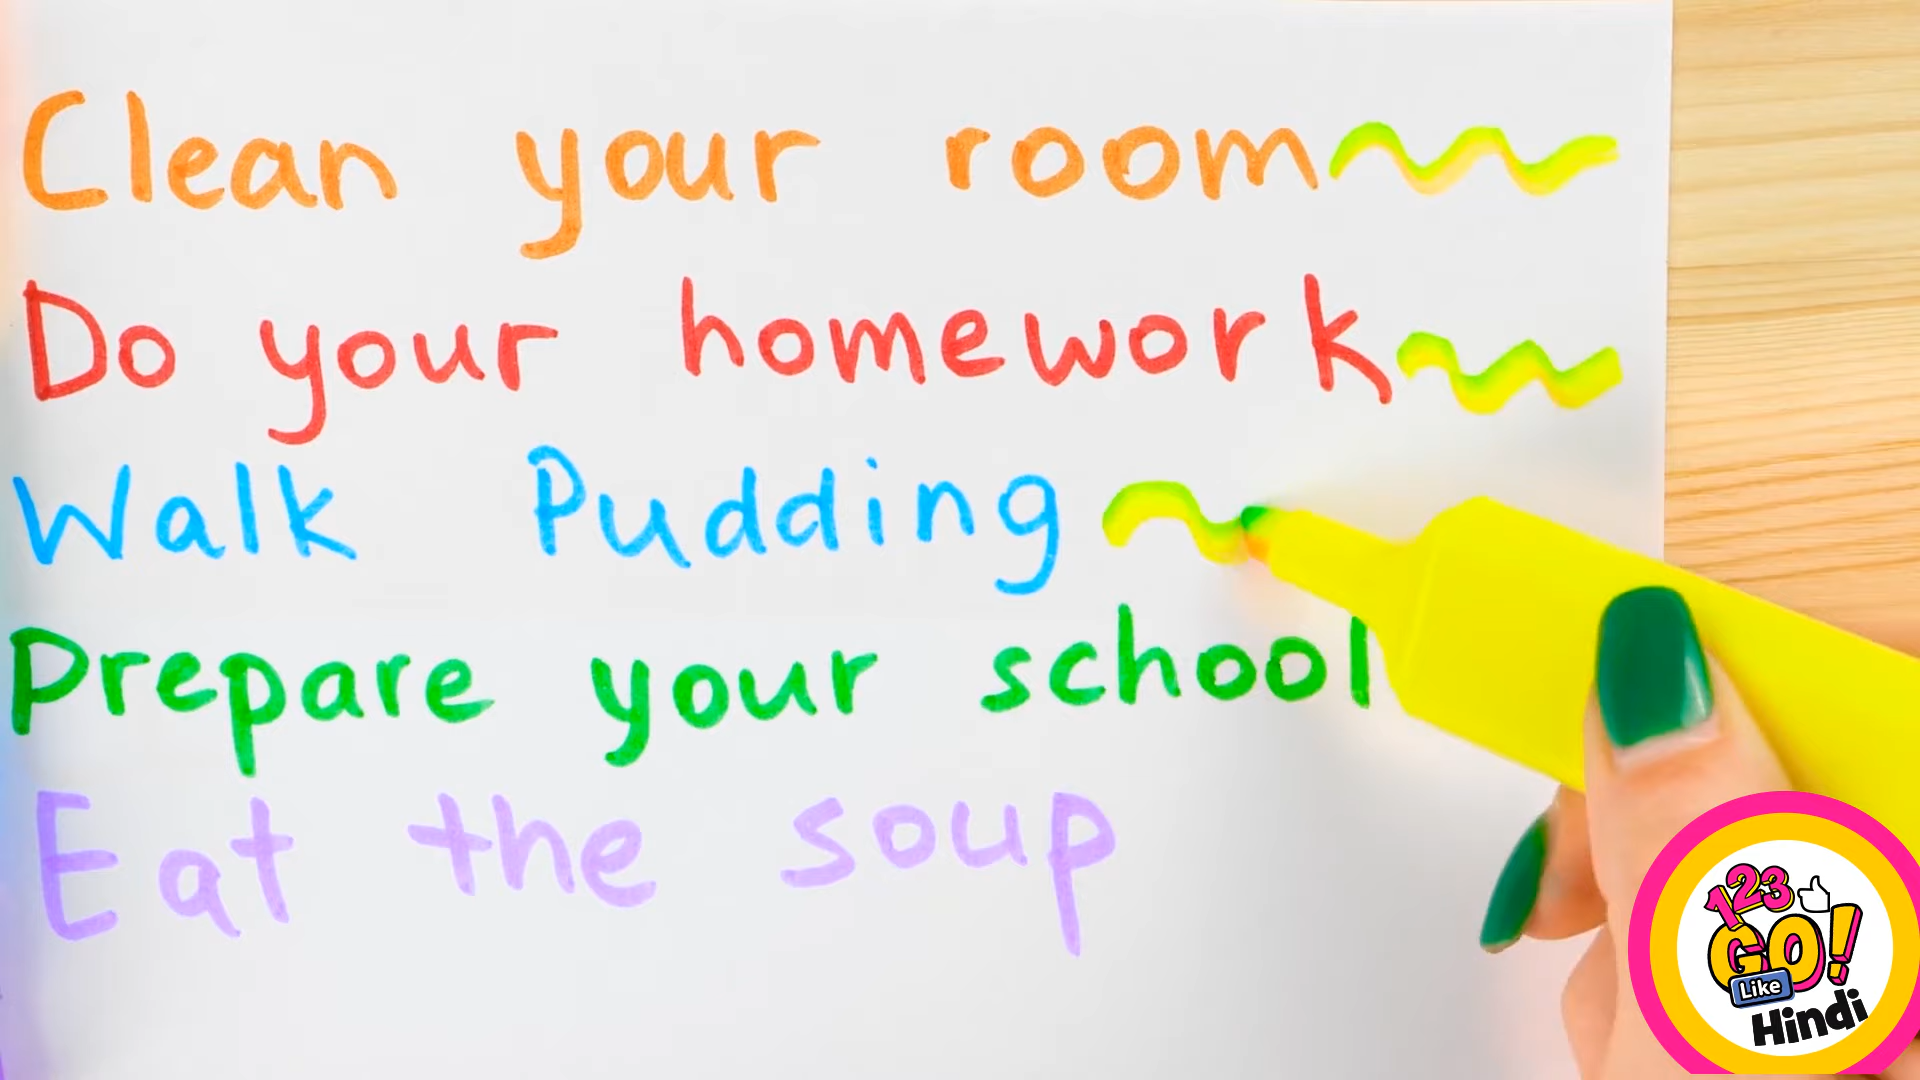 Clean your room
Do your homework
Walk Pudding
Prepare your school
Eat the soup
123
GO!
Like
Hindi